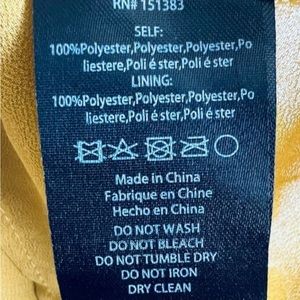 RN# 151383
SELF:
100%Polyester,Polyester,Polyester,Po
liestere,Poli é ster,Poli é ster
LINING:
100%Polyester,Polyester,Polyester,Po
liestere,Poli é ster,Poli é ster
Made in China
Fabrique en Chine
Hecho en China
DO NOT WASH
DO NOT BLEACH
DO NOT TUMBLE DRY
DO NOT IRON
DRY CLEAN